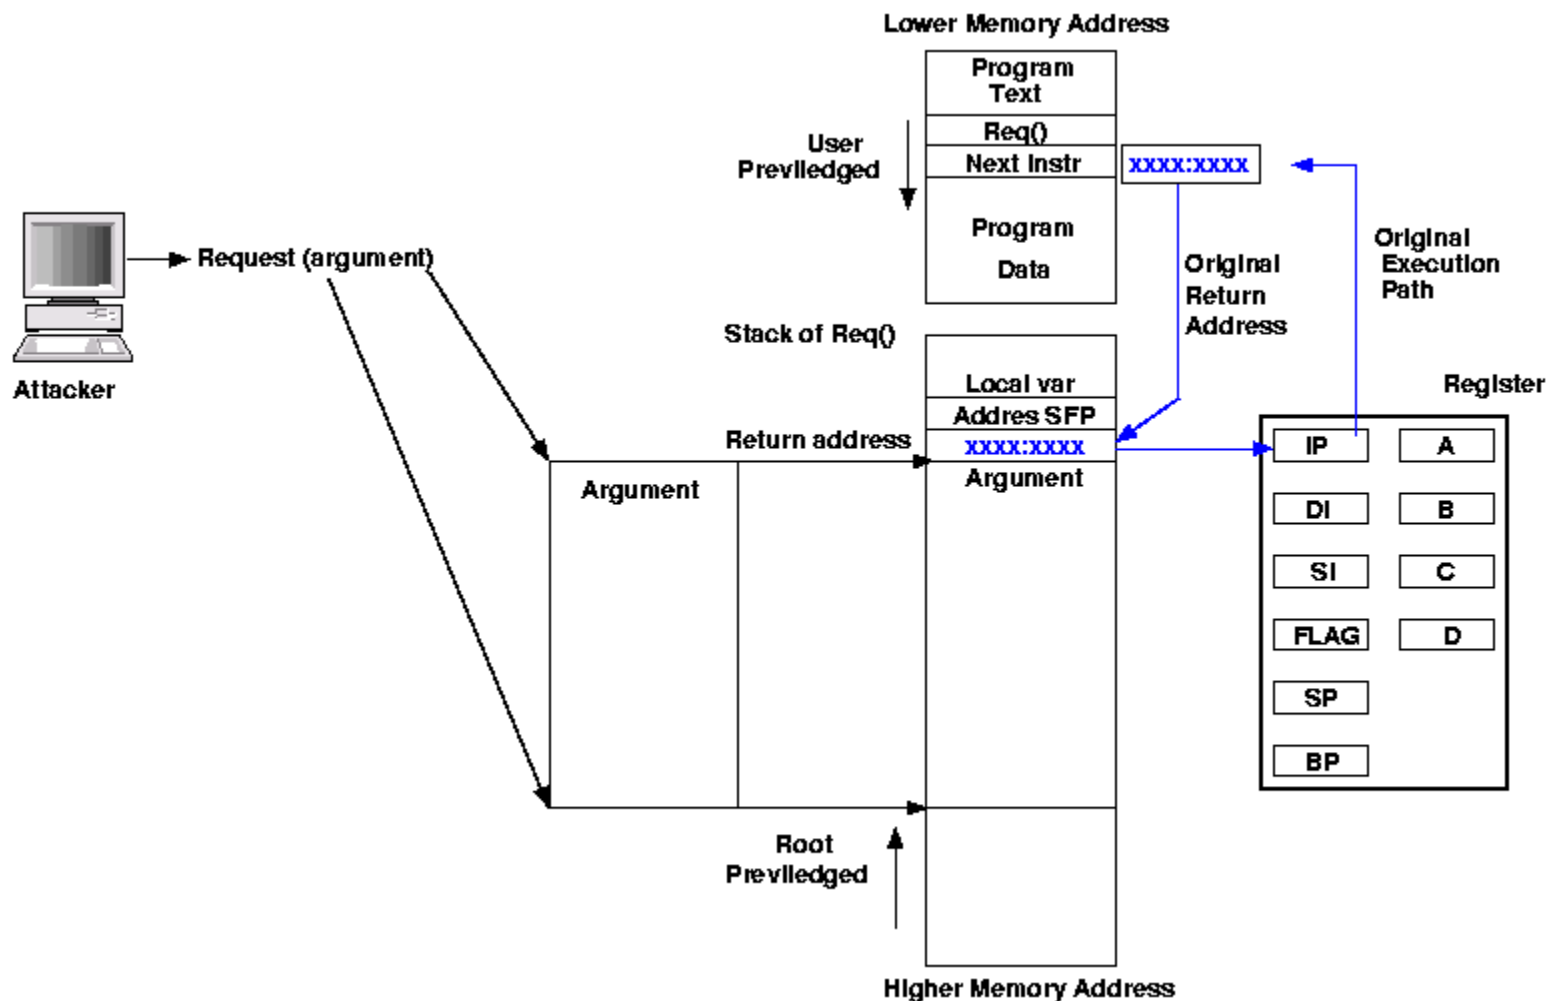 Lower Memory Address
Program
Text
Req()
Next Instr
xxxx:xxxx
User
Previledged
Program
Data
Request (argument)
Attacker
Original
Return
Address
Original
Execution
Path
Stack of Req()
Local var
Addres SFP
Return address
xxxx:xxxx
Argument
Argument
Register
IP
A
DI
B
SI
C
FLAG
D
SP
BP
Root
Previledged
Higher Memory Address